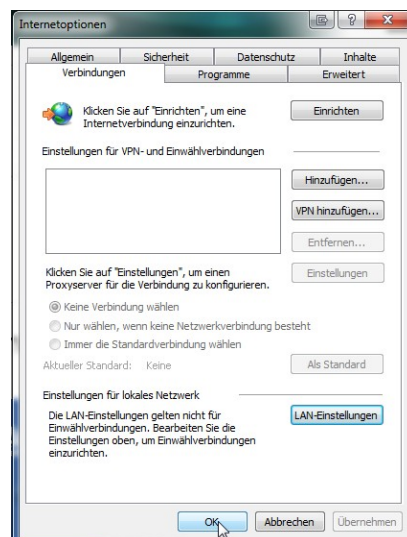 Internetoptionen
Allgemein Sicherheit Datenschutz Inhalte
Verbindungen Programme Erweitert
Klicken Sie auf "Einrichten", um eine
Internetverbindung einzurichten.
Einrichten
Einstellungen für VPN- und Einwählverbindungen
Hinzufügen...
VPN hinzufügen...
Entfernen...
Klicken Sie auf "Einstellungen", um einen
Proxyserver für die Verbindung zu konfigurieren.
Einstellungen
Keine Verbindung wählen
Nur wählen, wenn keine Netzwerkverbindung besteht
Immer die Standardverbindung wählen
Aktueller Standard: Keine
Als Standard
Einstellungen für lokales Netzwerk
Die LAN-Einstellungen gelten nicht für
Einwählverbindungen. Bearbeiten Sie die
Einstellungen oben, um Einwählverbindungen
einzurichten.
LAN-Einstellungen
OK Abbrechen Übernehmen